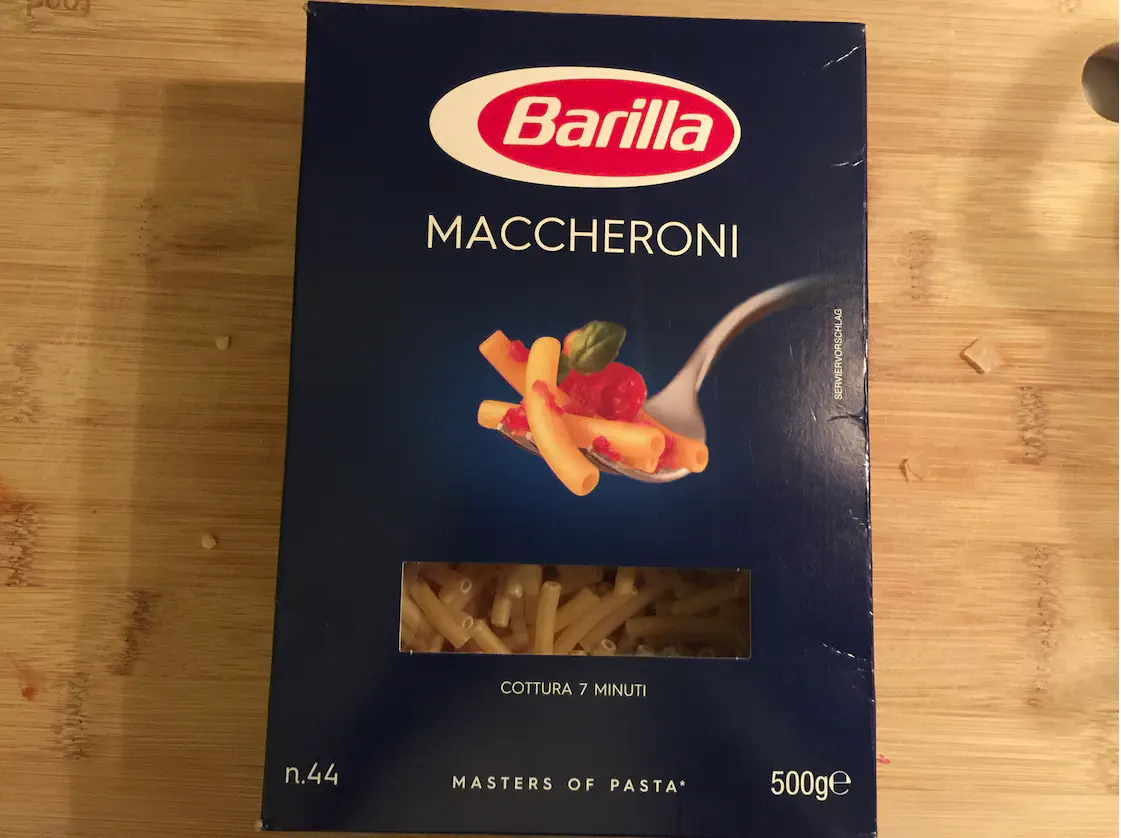 Barilla
MACCHERONI
SERVIERVORSCHLAG
COTTURA 7 MINUTI
n.44
MASTERS OF PASTA*
500g℮